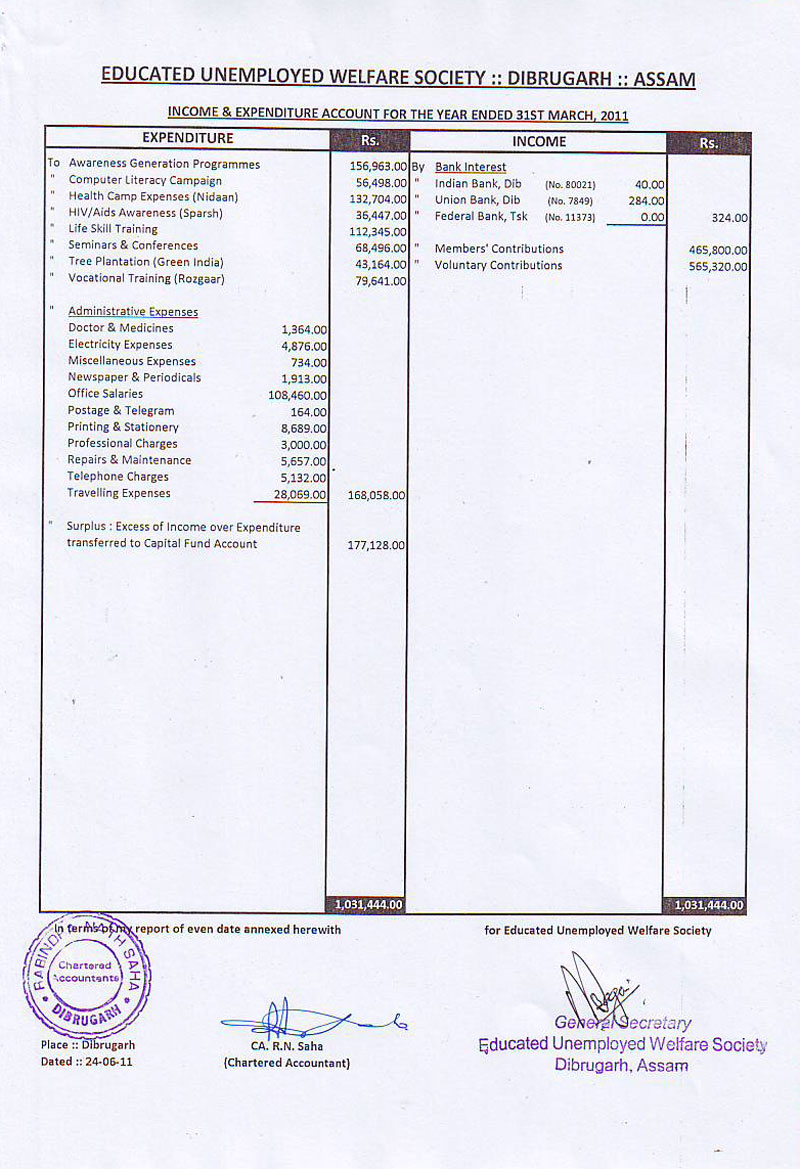 EDUCATED UNEMPLOYED WELFARE SOCIETY :: DIBRUGARH :: ASSAM
INCOME & EXPENDITURE ACCOUNT FOR THE YEAR ENDED 31ST MARCH, 2011
EXPENDITURE Rs. INCOME Rs.
To Awareness Generation Programmes 156,963.00 By Bank Interest
" Computer Literacy Campaign 56,498.00 " Indian Bank, Dib (No. 80021) 40.00
" Health Camp Expenses (Nidaan) 132,704.00 " Union Bank, Dib (No. 7849) 284.00
" HIV/Aids Awareness (Sparsh) 36,447.00 " Federal Bank, Tsk (No. 11373) 0.00 324.00
" Life Skill Training 112,345.00
" Seminars & Conferences 68,496.00 " Members' Contributions 465,800.00
" Tree Plantation (Green India) 43,164.00 " Voluntary Contributions 565,320.00
" Vocational Training (Rozgaar) 79,641.00
" Administrative Expenses
Doctor & Medicines 1,364.00
Electricity Expenses 4,876.00
Miscellaneous Expenses 734.00
Newspaper & Periodicals 1,913.00
Office Salaries 108,460.00
Postage & Telegram 164.00
Printing & Stationery 8,689.00
Professional Charges 3,000.00
Repairs & Maintenance 5,657.00
Telephone Charges 5,132.00
Travelling Expenses 28,069.00 168,058.00
" Surplus : Excess of Income over Expenditure
transferred to Capital Fund Account 177,128.00
1,031,444.00 1,031,444.00
In terms of my report of even date annexed herewith for Educated Unemployed Welfare Society
RABINDRA NATH SAHA
Chartered
Accountants
DIBRUGARH
General Secretary
Place :: Dibrugarh CA. R.N. Saha Educated Unemployed Welfare Society
Dated :: 24-06-11 (Chartered Accountant) Dibrugarh, Assam